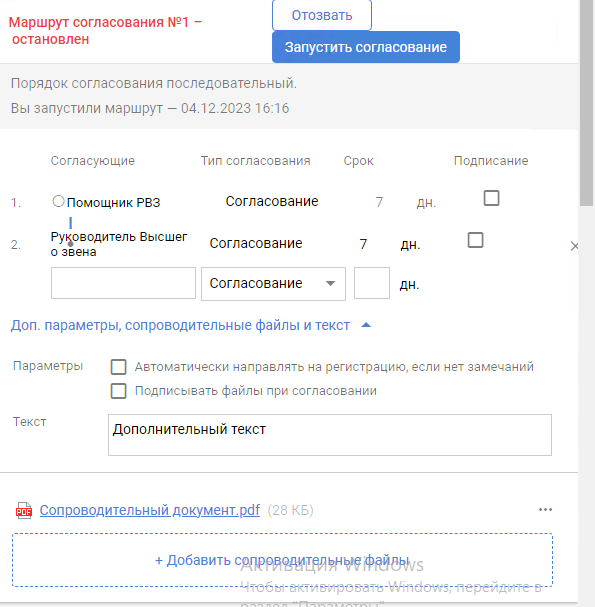 Маршрут согласования №1 –
остановлен
Отозвать
Запустить согласование
Порядок согласования последовательный.
Вы запустили маршрут — 04.12.2023 16:16
Согласующие Тип согласования Срок Подписание
1. Помощник РВЗ Согласование 7 дн.
2. Руководитель Высшег
о звена Согласование 7 дн.
Согласование дн.
Доп. параметры, сопроводительные файлы и текст
Параметры Автоматически направлять на регистрацию, если нет замечаний
Подписывать файлы при согласовании
Текст Дополнительный текст
PDF Сопроводительный документ.pdf (28 КБ)
+ Добавить сопроводительные файлы
Активация Windows
Чтобы активировать Windows, перейдите в
раздел "Параметры".